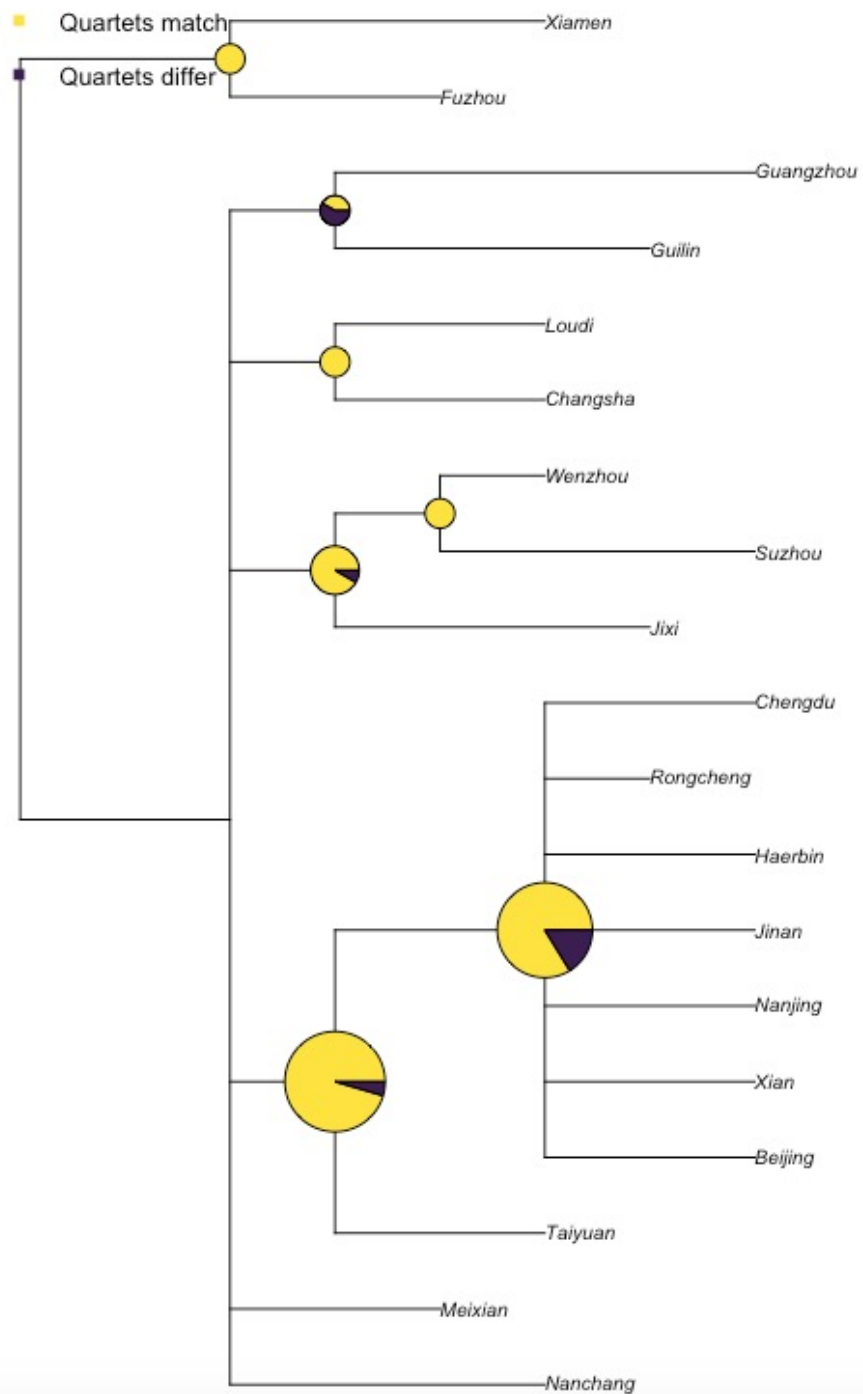 Quartets match
Quartets differ
Xiamen
Fuzhou
Guangzhou
Guilin
Loudi
Changsha
Wenzhou
Suzhou
Jixi
Chengdu
Rongcheng
Haerbin
Jinan
Nanjing
Xian
Beijing
Taiyuan
Meixian
Nanchang